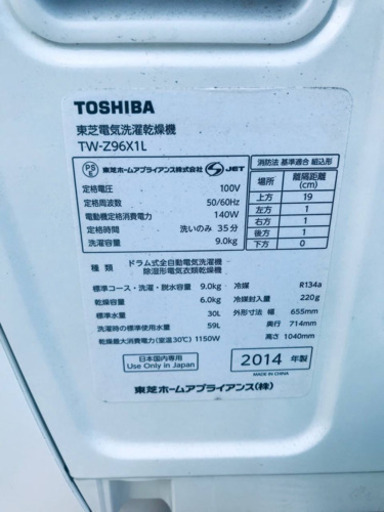 TOSHIBA
東芝電気洗濯乾燥機
TW-Z96X1L
PS E 東芝ホームアプライアンス株式会社 S JET
定格電圧 100V
定格周波数 50/60Hz
電動機定格消費電力 140W
定格時間 洗いのみ 35分
洗濯容量 9.0kg
消防法 基準適合 組込形
場所 離隔距離(cm)
上方 19
左方 1
右方 1
後方 1
下方 0
種類 ドラム式全自動電気洗濯機
除湿形電気衣類乾燥機
標準コース・洗濯・脱水容量 9.0kg
乾燥容量 6.0kg
標準水量 30L
洗濯時の標準使用水量 59L
乾燥最大消費電力(室温30℃) 1150W
冷媒 R134a
冷媒封入量 220g
外形寸法 幅 655mm
奥行 714mm
高さ 1040mm
日本国内専用
Use Only in Japan
2014 年製
MADE IN CHINA
東芝ホームアプライアンス(株)